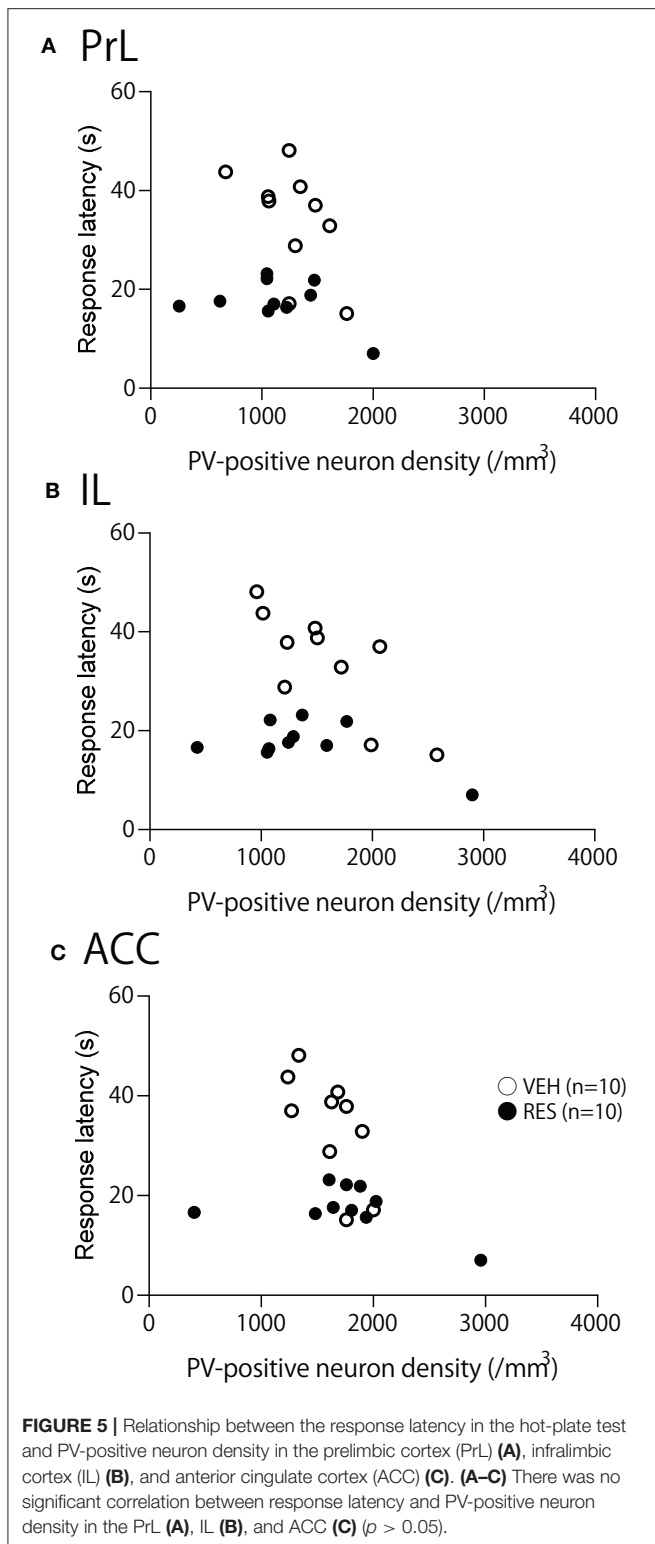 A PrL
60
40
20
0
Response latency (s)
0 1000 2000 3000 4000
PV-positive neuron density (/mm³)
B IL
60
40
20
0
Response latency (s)
0 1000 2000 3000 4000
PV-positive neuron density (/mm³)
C ACC
60
40
20
0
Response latency (s)
VEH (n=10)
RES (n=10)
0 1000 2000 3000 4000
PV-positive neuron density (/mm³)
FIGURE 5 | Relationship between the response latency in the hot-plate test
and PV-positive neuron density in the prelimbic cortex (PrL) (A), infralimbic
cortex (IL) (B), and anterior cingulate cortex (ACC) (C). (A–C) There was no
significant correlation between response latency and PV-positive neuron
density in the PrL (A), IL (B), and ACC (C) (p > 0.05).